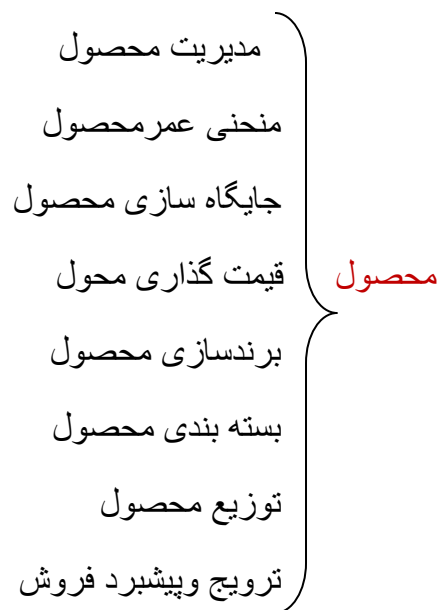 محصول
مدیریت محصول
منحنی عمرمحصول
جایگاه سازی محصول
قیمت گذاری محول
برندسازی محصول
بسته بندی محصول
توزیع محصول
ترویج وپیشبرد فروش